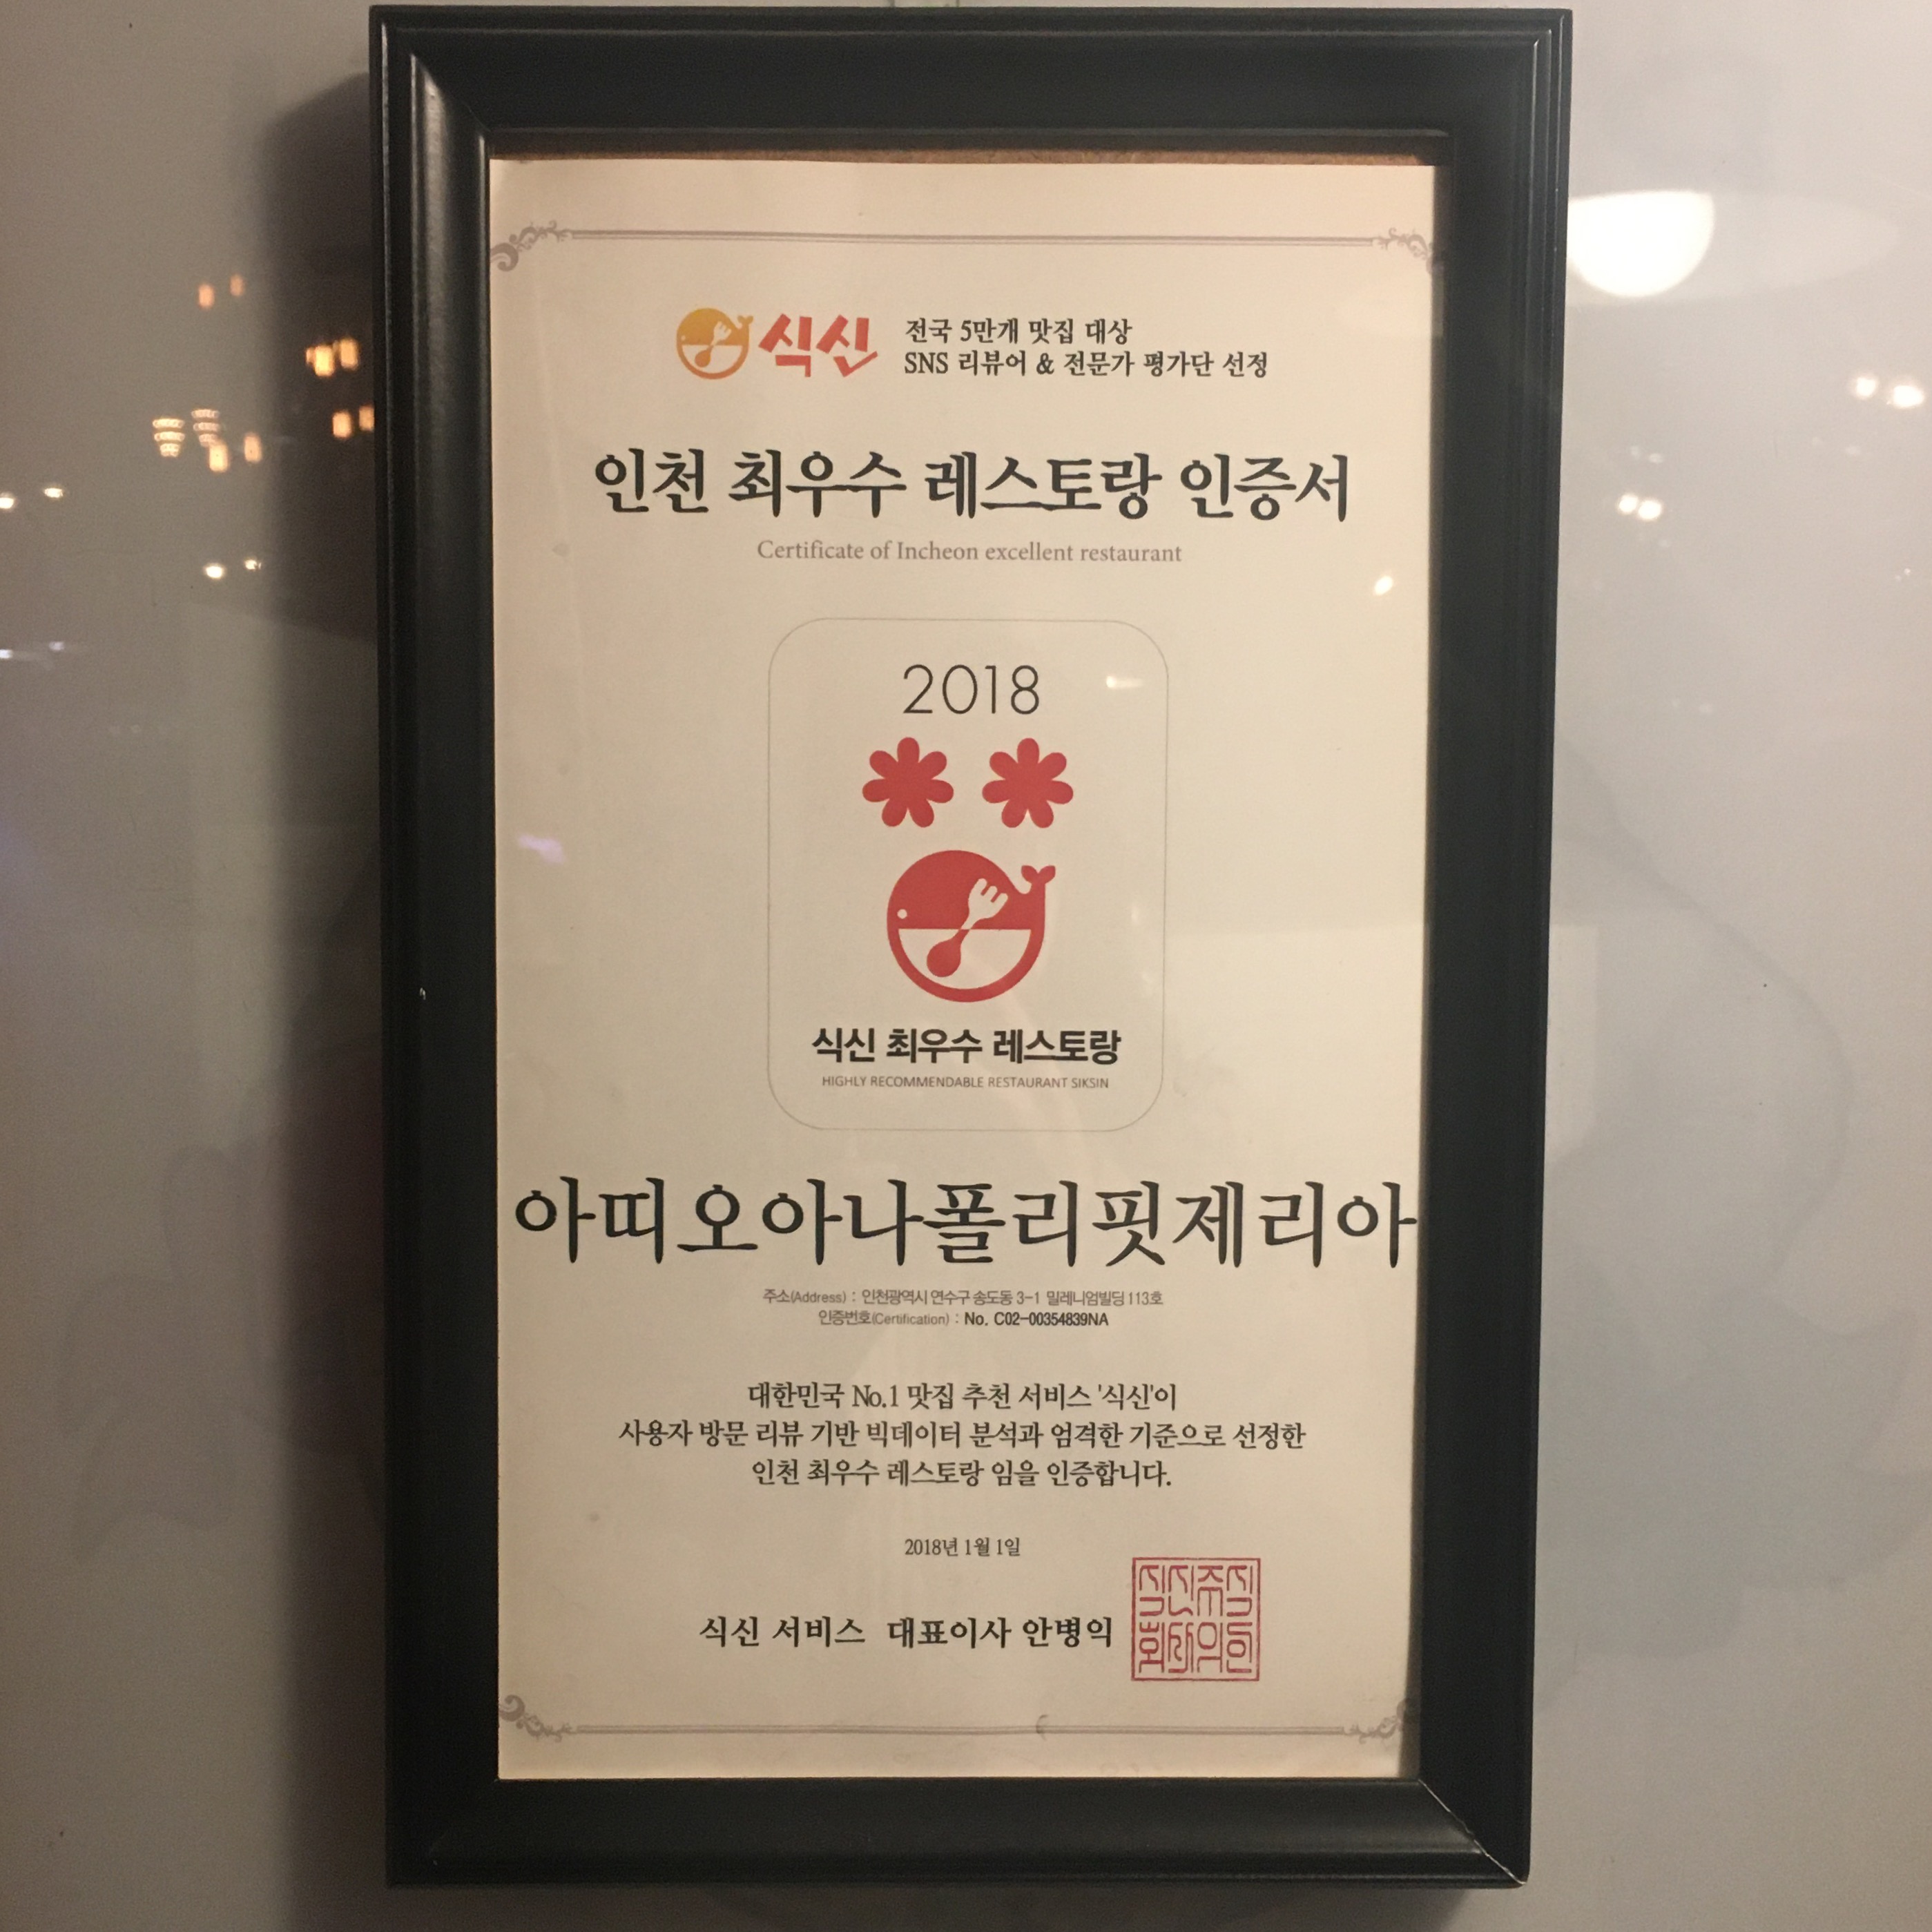 식신
전국 5만개 맛집 대상
SNS 리뷰어 & 전문가 평가단 선정
인천 최우수 레스토랑 인증서
Certificate of Incheon excellent restaurant
2018
식신 최우수 레스토랑
HIGHLY RECOMMENDABLE RESTAURANT SIKSIN
아띠오아나폴리핏제리아
주소(Address) : 인천광역시 연수구 송도동 3-1 밀레니엄빌딩 113호
인증번호(Certification) : No. C02-00354839NA
대한민국 No.1 맛집 추천 서비스 '식신'이
사용자 방문 리뷰 기반 빅데이터 분석과 엄격한 기준으로 선정한
인천 최우수 레스토랑 임을 인증합니다.
2018년 1월 1일
식신 서비스 대표이사 안병익